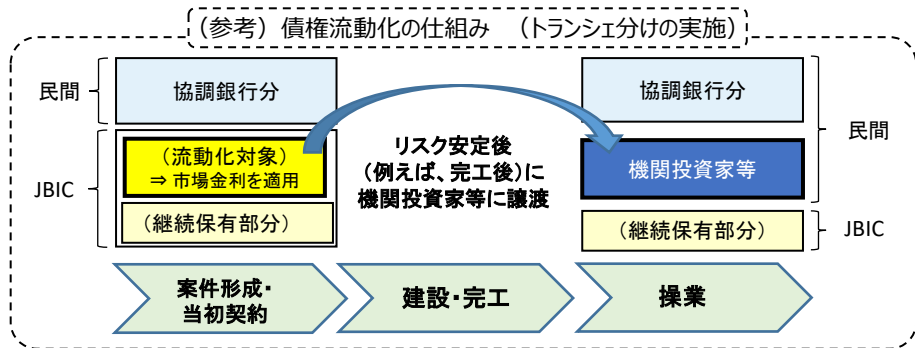 （参考）債権流動化の仕組み　（トランシェ分けの実施）
民間
協調銀行分
JBIC
（流動化対象）
⇒ 市場金利を適用
（継続保有部分）
リスク安定後
（例えば、完工後）に
機関投資家等に譲渡
協調銀行分
機関投資家等
民間
（継続保有部分）
JBIC
案件形成・
当初契約
建設・完工
操業